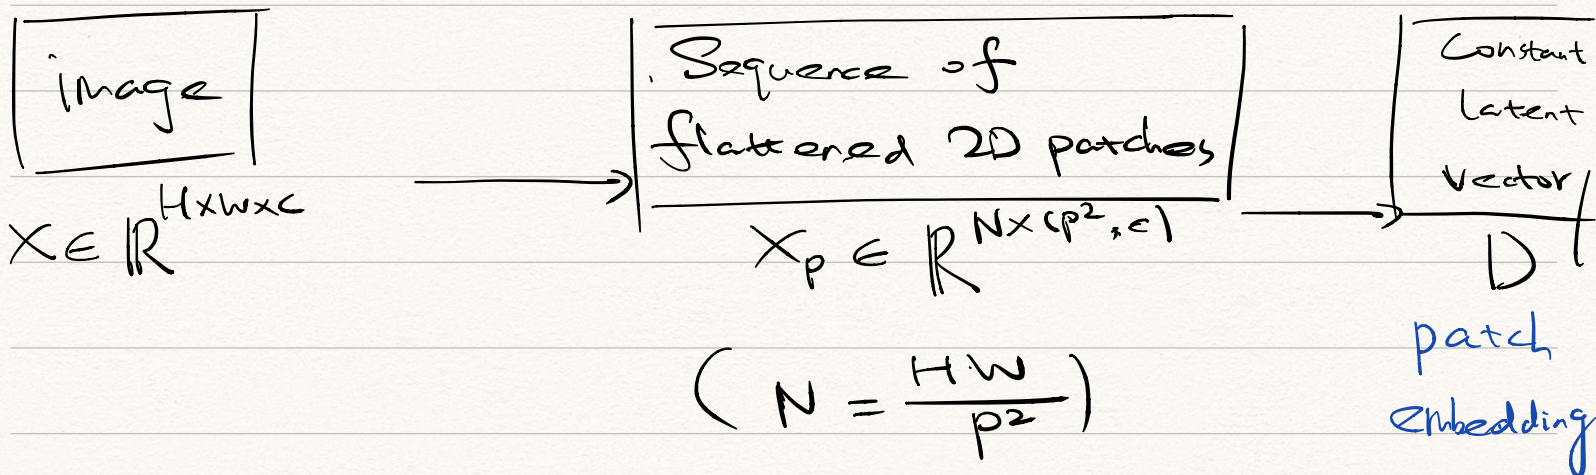 image
X ∈ ℝ^{H×W×C}
Sequence of
flattened 2D patches
X_p ∈ ℝ^{N×(P²·C)}
(N = HW / P²)
Constant
Latent
Vector
D
patch
embedding